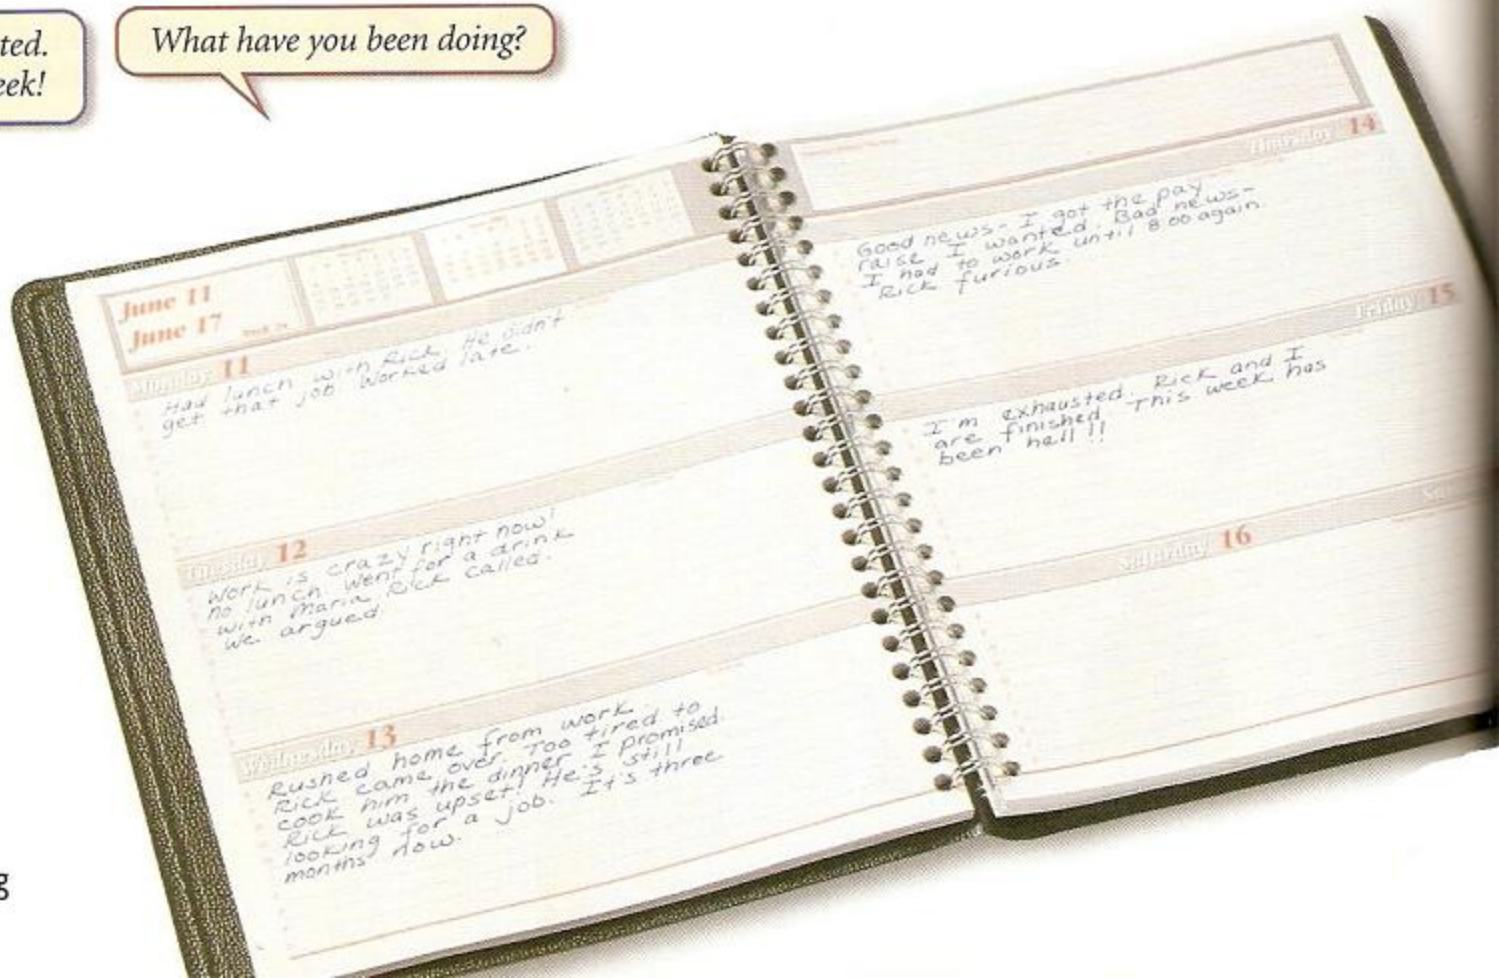 ted.
eek!
What have you been doing?
June 11
June 17
Monday 11
Had lunch with Rick. He didn't
get that job. Worked late.
Tuesday 12
Work is crazy right now!
no lunch. Went for a drink
with Maria. Rick called.
We argued.
Wednesday 13
Rushed home from work
Rick came over. Too tired to
cook him the dinner I promised.
Rick was upset! He's still
looking for a job. It's three
months now.
Thursday 14
Good news- I got the pay
raise I wanted. Bad news-
I had to work until 8 00 again.
Rick furious.
Friday 15
I'm exhausted. Rick and I
are finished. This week has
been hell!!
Saturday 16
g